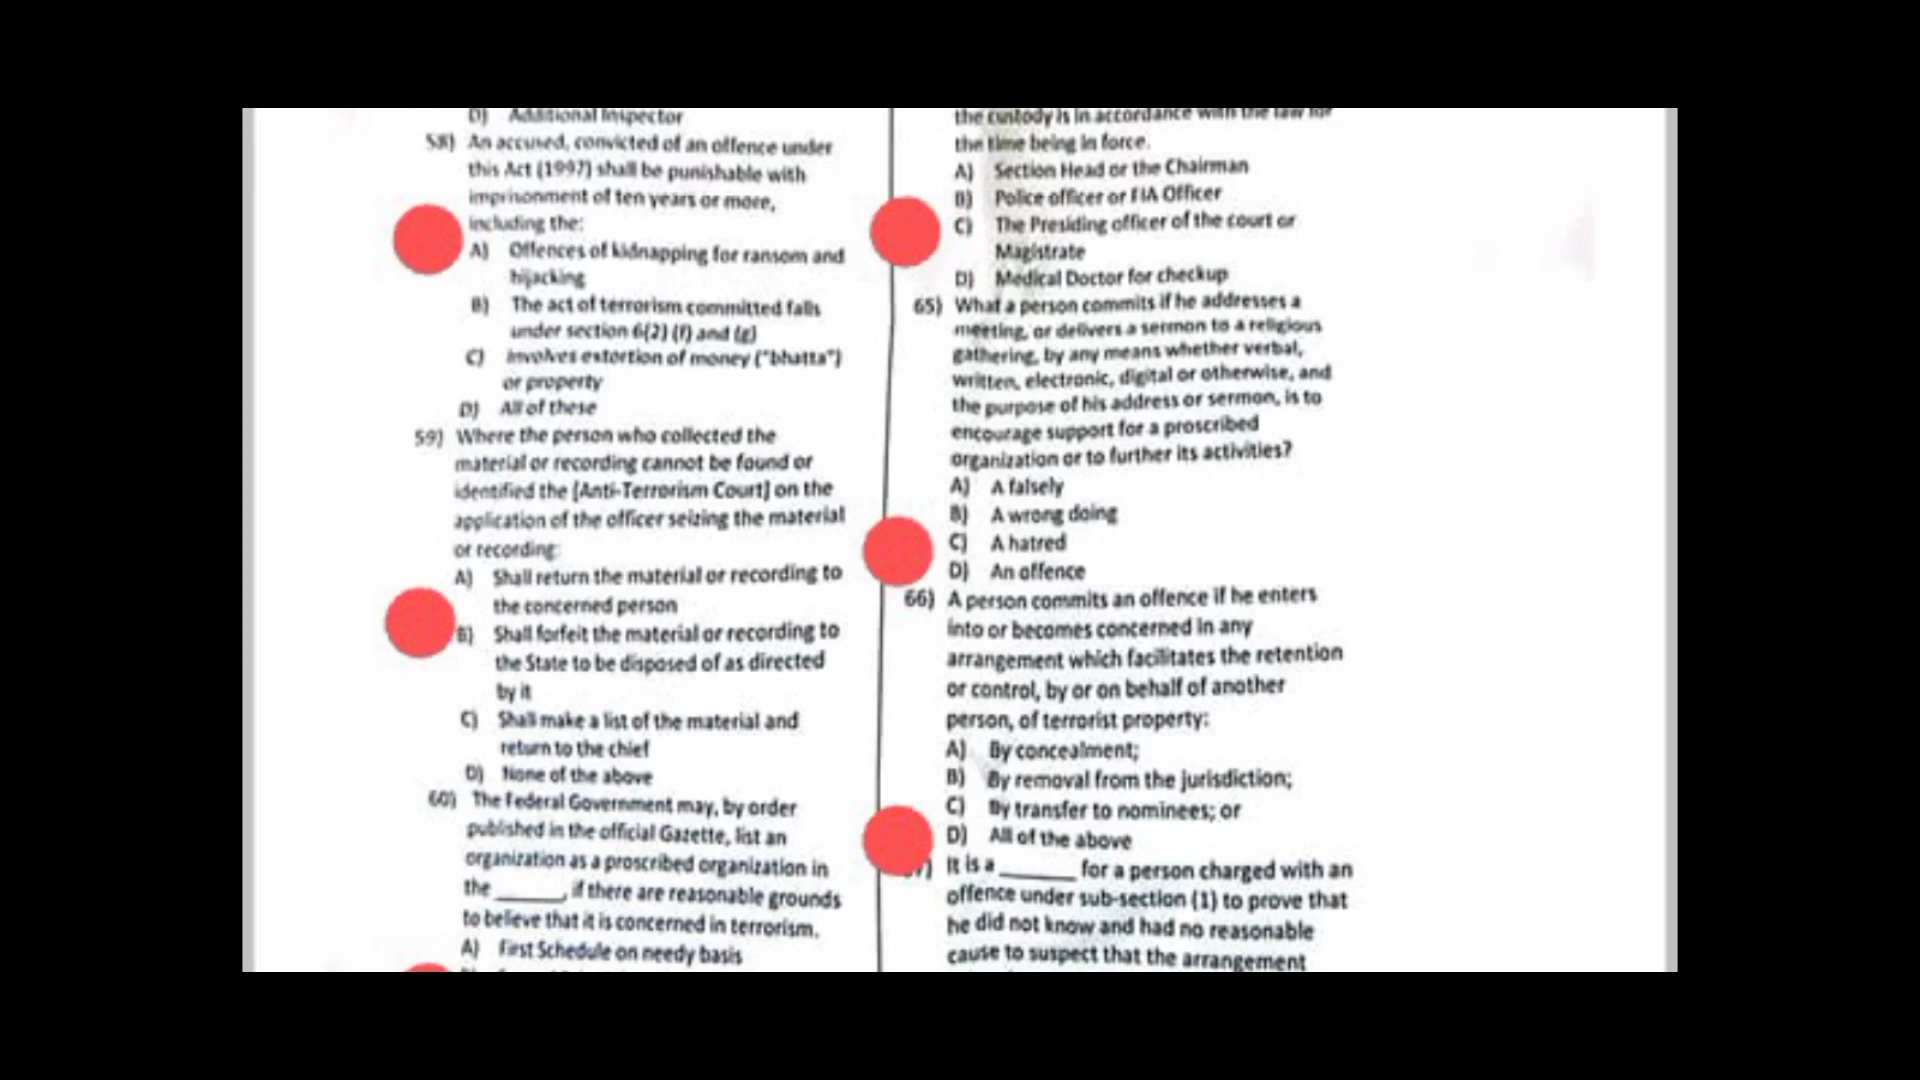 D) Additional Inspector
58) An accused, convicted of an offence under
this Act (1997) shall be punishable with
imprisonment of ten years or more,
including the:
A) Offences of kidnapping for ransom and
hijacking
B) The act of terrorism committed falls
under section 6(2) (f) and (g)
C) involves extortion of money ("bhatta")
or property
D) All of these
59) Where the person who collected the
material or recording cannot be found or
identified the [Anti-Terrorism Court] on the
application of the officer seizing the material
or recording:
A) Shall return the material or recording to
the concerned person
B) Shall forfeit the material or recording to
the State to be disposed of as directed
by it
C) Shall make a list of the material and
return to the chief
D) None of the above
60) The Federal Government may, by order
published in the official Gazette, list an
organization as a proscribed organization in
the ______, if there are reasonable grounds
to believe that it is concerned in terrorism.
A) First Schedule on needy basis
the custody is in accordance with the law for
the time being in force.
A) Section Head or the Chairman
B) Police officer or FIA Officer
C) The Presiding officer of the court or
Magistrate
D) Medical Doctor for checkup
65) What a person commits if he addresses a
meeting, or delivers a sermon to a religious
gathering, by any means whether verbal,
written, electronic, digital or otherwise, and
the purpose of his address or sermon, is to
encourage support for a proscribed
organization or to further its activities?
A) A falsely
B) A wrong doing
C) A hatred
D) An offence
66) A person commits an offence if he enters
into or becomes concerned in any
arrangement which facilitates the retention
or control, by or on behalf of another
person, of terrorist property:
A) By concealment;
B) By removal from the jurisdiction;
C) By transfer to nominees; or
D) All of the above
It is a ______ for a person charged with an
offence under sub-section (1) to prove that
he did not know and had no reasonable
cause to suspect that the arrangement